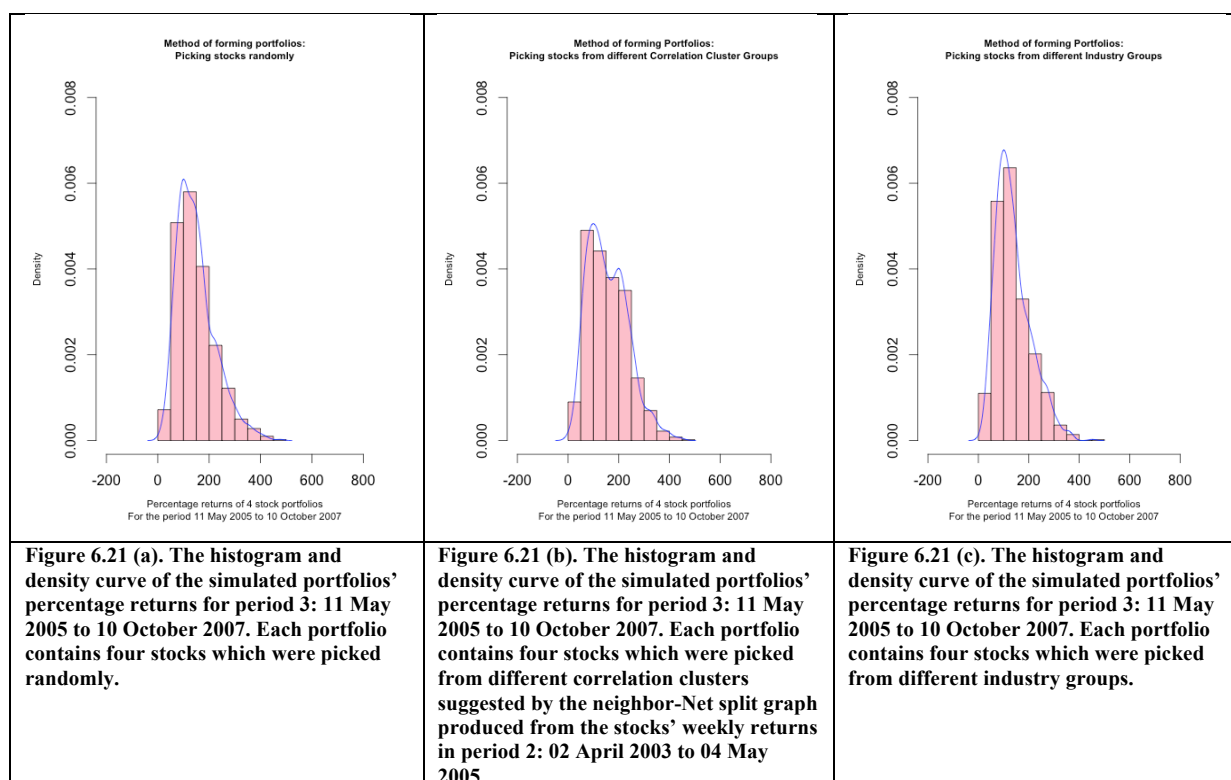 Method of forming portfolios:
Picking stocks randomly
0.008
0.006
0.004
0.002
0.000
Density
-200 0 200 400 600 800
Percentage returns of 4 stock portfolios
For the period 11 May 2005 to 10 October 2007
Method of forming Portfolios:
Picking stocks from different Correlation Cluster Groups
0.008
0.006
0.004
0.002
0.000
Density
-200 0 200 400 600 800
Percentage returns of 4 stock portfolios
For the period 11 May 2005 to 10 October 2007
Method of forming Portfolios:
Picking stocks from different Industry Groups
0.008
0.006
0.004
0.002
0.000
Density
-200 0 200 400 600 800
Percentage returns of 4 stock portfolios
For the period 11 May 2005 to 10 October 2007
Figure 6.21 (a). The histogram and
density curve of the simulated portfolios’
percentage returns for period 3: 11 May
2005 to 10 October 2007. Each portfolio
contains four stocks which were picked
randomly.
Figure 6.21 (b). The histogram and
density curve of the simulated portfolios’
percentage returns for period 3: 11 May
2005 to 10 October 2007. Each portfolio
contains four stocks which were picked
from different correlation clusters
suggested by the neighbor-Net split graph
produced from the stocks’ weekly returns
in period 2: 02 April 2003 to 04 May
2005
Figure 6.21 (c). The histogram and
density curve of the simulated portfolios’
percentage returns for period 3: 11 May
2005 to 10 October 2007. Each portfolio
contains four stocks which were picked
from different industry groups.